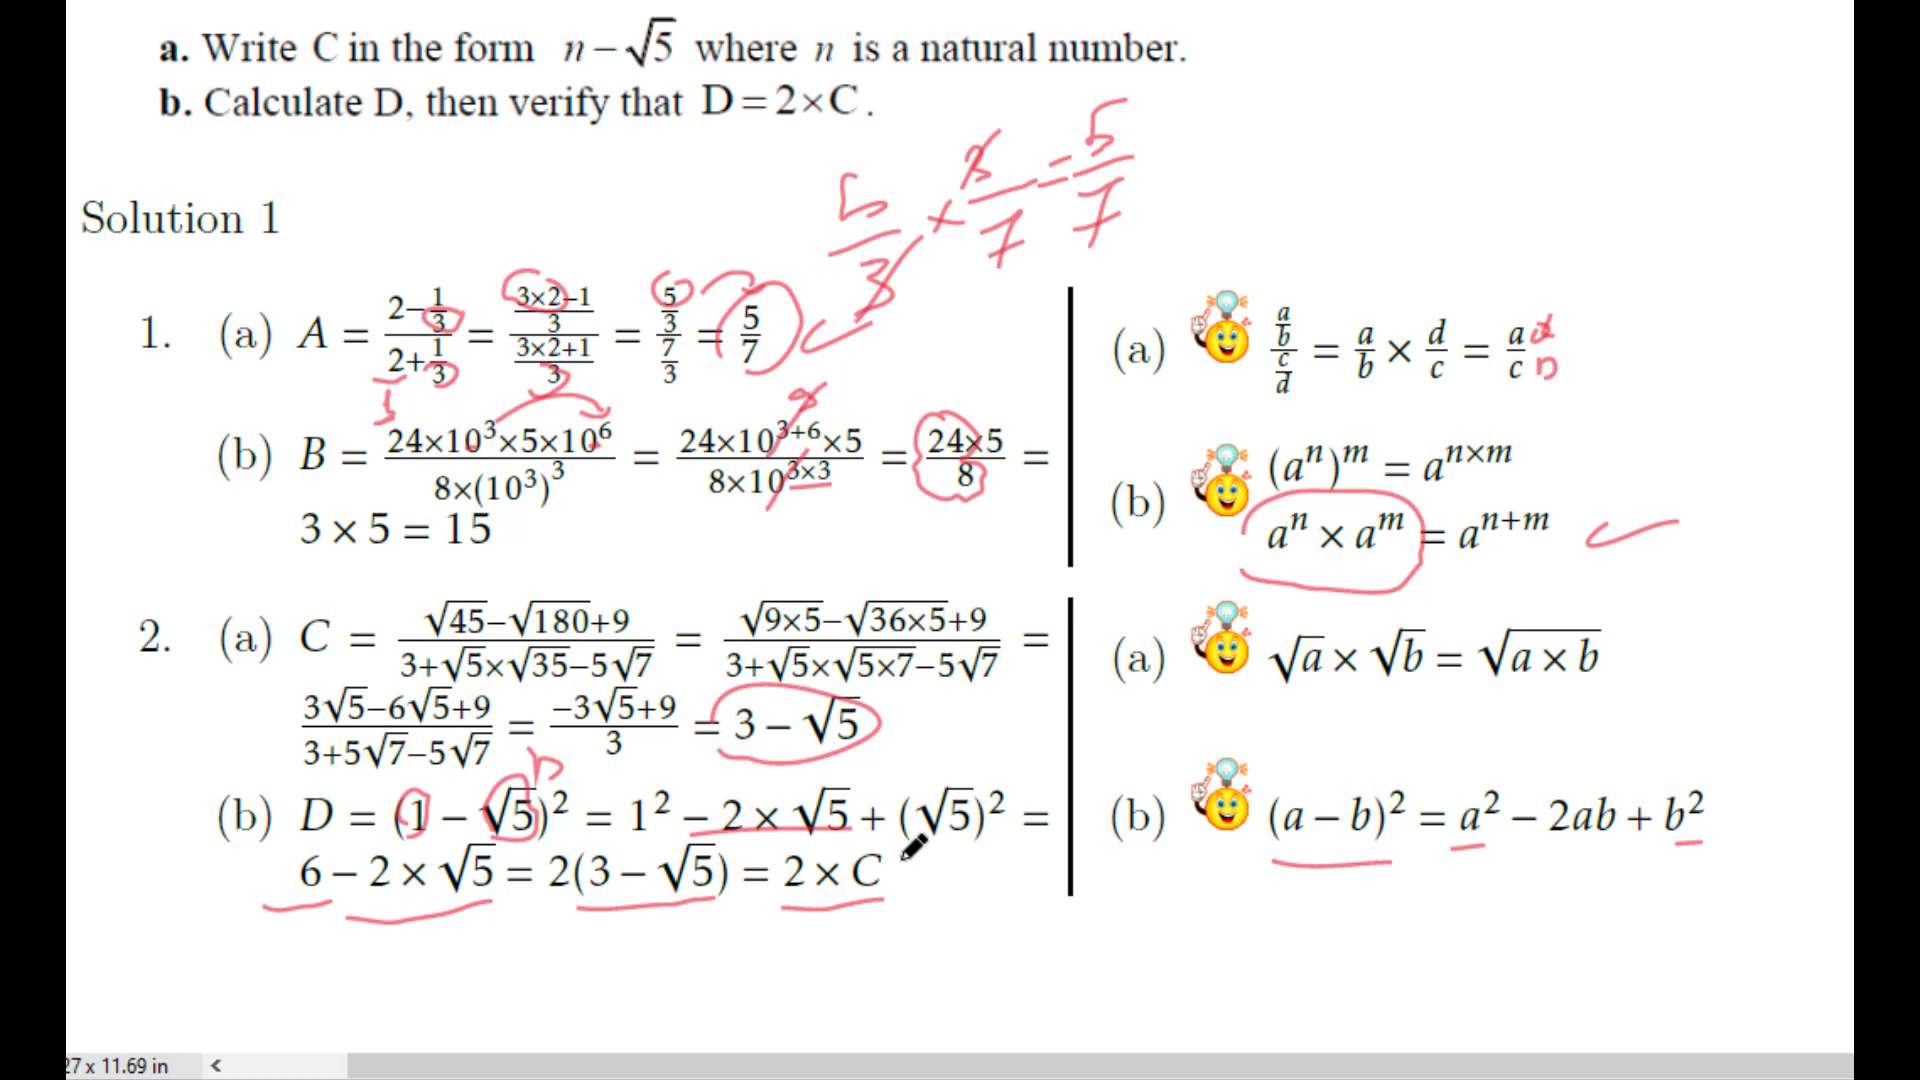 a. Write C in the form n − √5 where n is a natural number.
b. Calculate D, then verify that D = 2×C.
5/3 × 3/7 = 5/7
Solution 1
1. (a) A = (2−1/3)/(2+1/3) = ((3×2−1)/3)/((3×2+1)/3) = (5/3)/(7/3) = 5/7
1
(b) B = (24×10³×5×10⁶)/(8×(10³)³) = (24×10³⁺⁶×5)/(8×10³ˣ³) = (24×5)/8 =
3 × 5 = 15
(a) (a/b)/(c/d) = a/b × d/c = a/c d/b
(b) (aⁿ)ᵐ = aⁿˣᵐ
aⁿ × aᵐ = aⁿ⁺ᵐ
2. (a) C = (√45−√180+9)/(3+√5×√35−5√7) = (√9×5−√36×5+9)/(3+√5×√5×7−5√7) =
(3√5−6√5+9)/(3+5√7−5√7) = (−3√5+9)/3 = 3 − √5
b
(b) D = (1 − √5)² = 1² − 2 × √5 + (√5)² =
6 − 2 × √5 = 2(3 − √5) = 2 × C
(a) √a × √b = √a × b
(b) (a − b)² = a² − 2ab + b²
27 x 11.69 in <